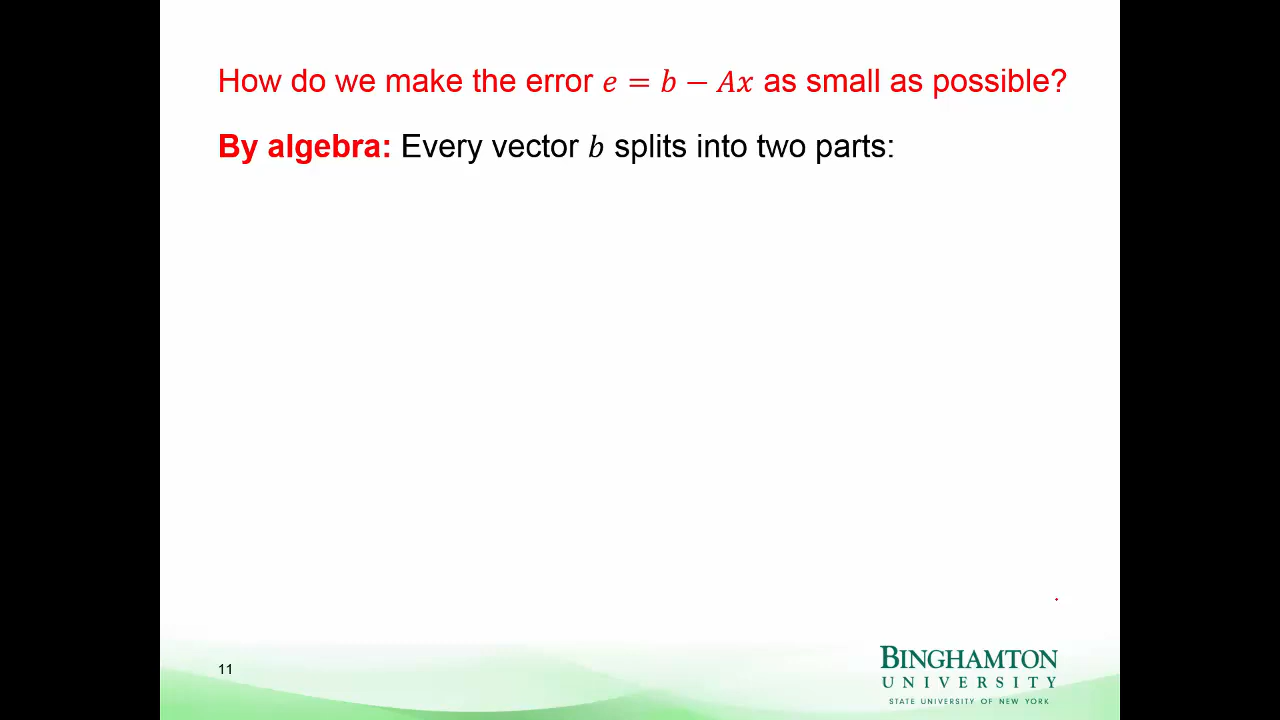 How do we make the error e = b − Ax as small as possible?
By algebra: Every vector b splits into two parts:
11
BINGHAMTON
UNIVERSITY
STATE UNIVERSITY OF NEW YORK